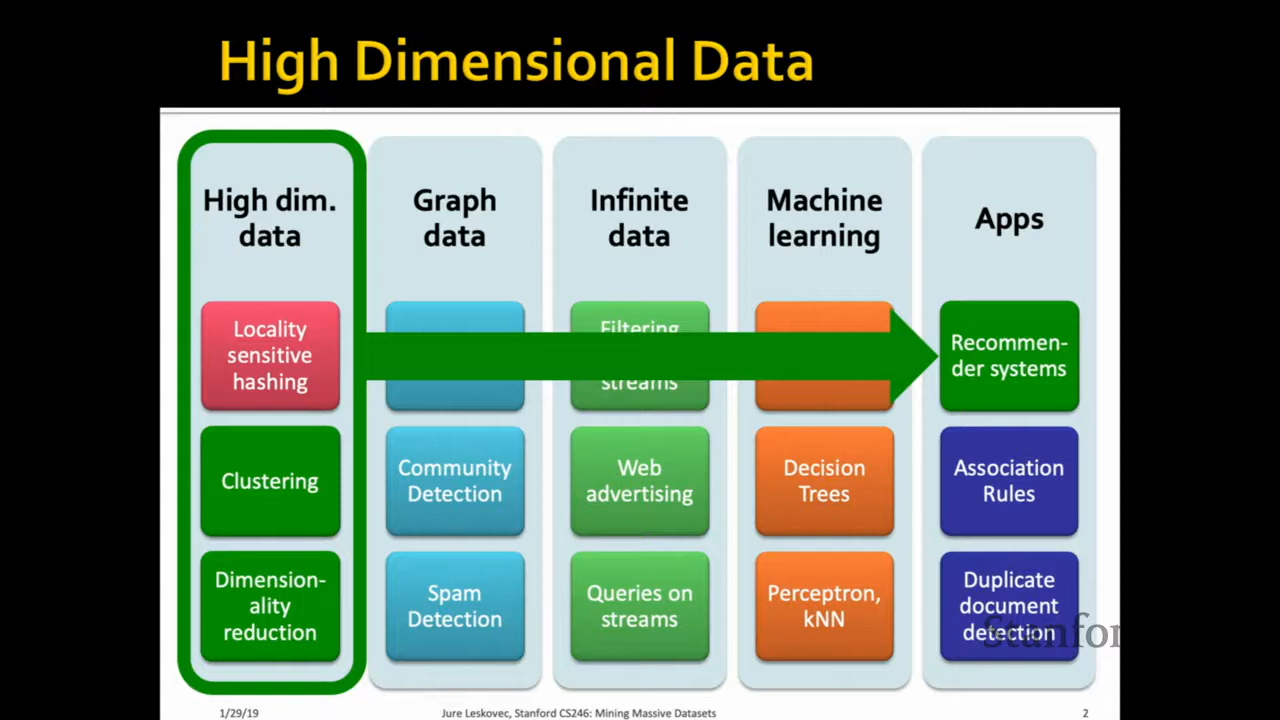 High Dimensional Data
High dim.
data
Locality
sensitive
hashing
Clustering
Dimension-
ality
reduction
Graph
data
Community
Detection
Spam
Detection
Infinite
data
Filtering
streams
Web
advertising
Queries on
streams
Machine
learning
Decision
Trees
Perceptron,
kNN
Apps
Recommen-
der systems
Association
Rules
Duplicate
document
detection
Stanfor
1/29/19
Jure Leskovec, Stanford CS246: Mining Massive Datasets
2